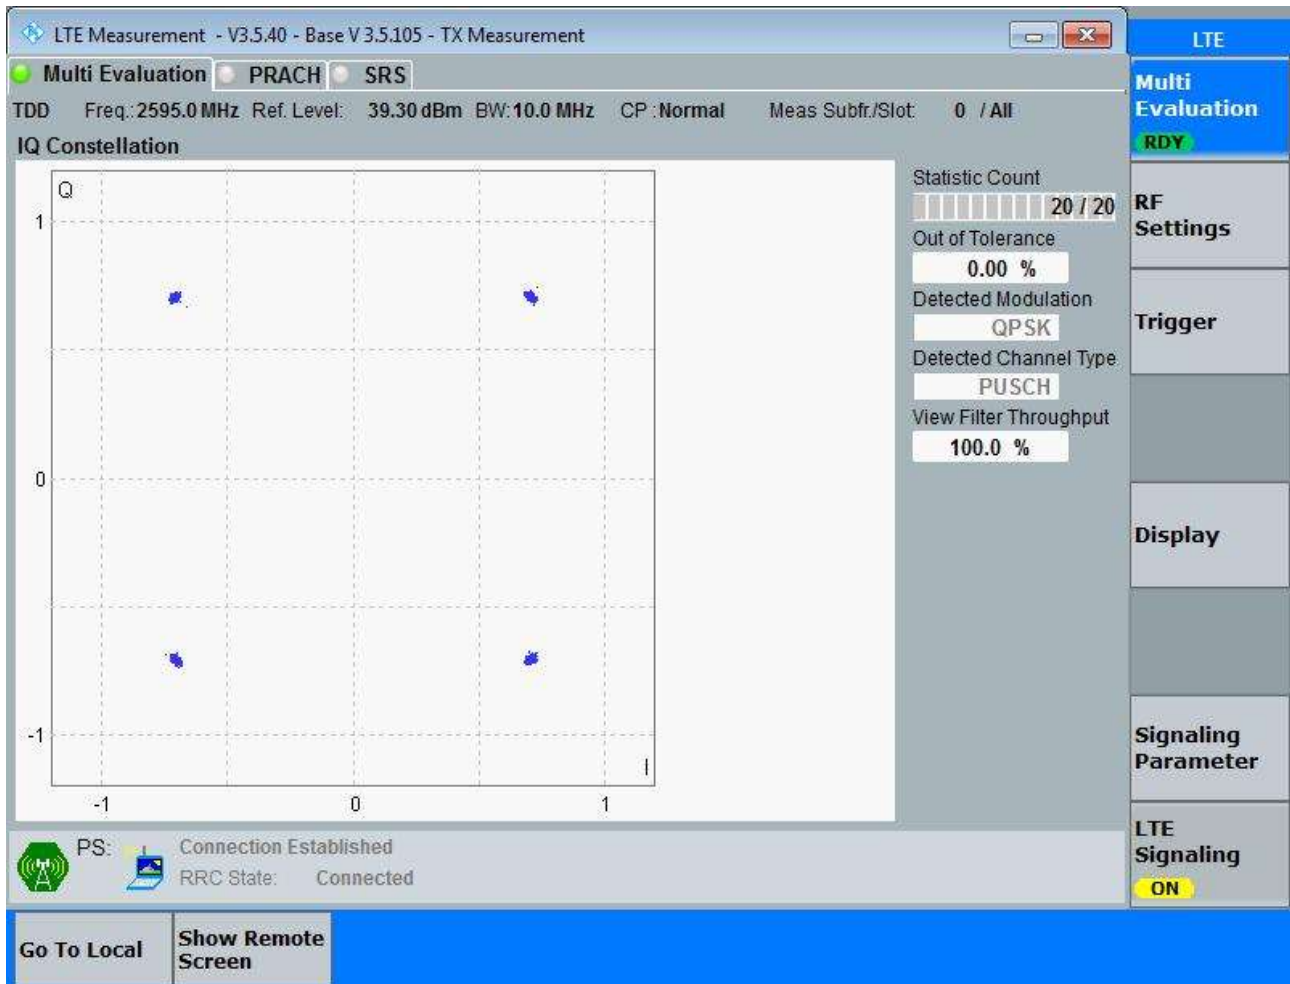 LTE Measurement - V3.5.40 - Base V 3.5.105 - TX Measurement
LTE
Multi Evaluation PRACH SRS
TDD Freq.:2595.0 MHz Ref. Level: 39.30 dBm BW:10.0 MHz CP :Normal Meas Subfr./Slot: 0 / All
IQ Constellation
Q
1
0
-1
-1 0 1
I
Statistic Count
20 / 20
Out of Tolerance
0.00 %
Detected Modulation
QPSK
Detected Channel Type
PUSCH
View Filter Throughput
100.0 %
Multi
Evaluation
RDY
RF
Settings
Trigger
Display
Signaling
Parameter
LTE
Signaling
ON
PS: Connection Established
RRC State: Connected
Go To Local
Show Remote
Screen